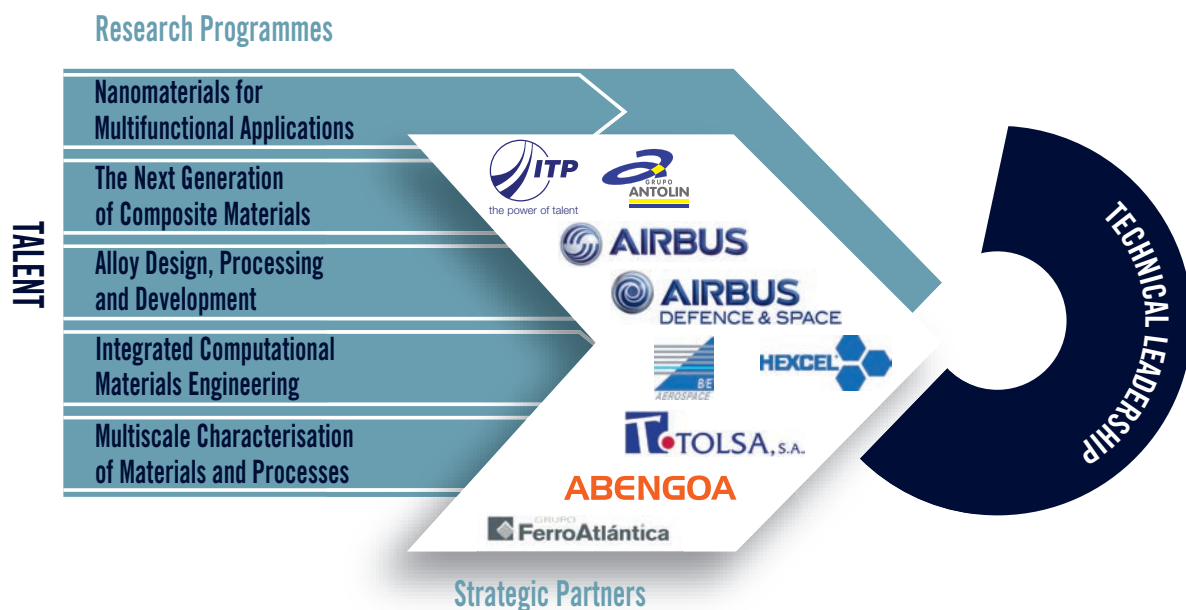 Research Programmes
TALENT
Nanomaterials for
Multifunctional Applications
The Next Generation
of Composite Materials
Alloy Design, Processing
and Development
Integrated Computational
Materials Engineering
Multiscale Characterisation
of Materials and Processes
ITP
the power of talent
GRUPO
ANTOLIN
AIRBUS
AIRBUS
DEFENCE & SPACE
B/E
AEROSPACE
HEXCEL
TOLSA, S.A.
ABENGOA
GRUPO
FerroAtlántica
Strategic Partners
TECHNICAL LEADERSHIP